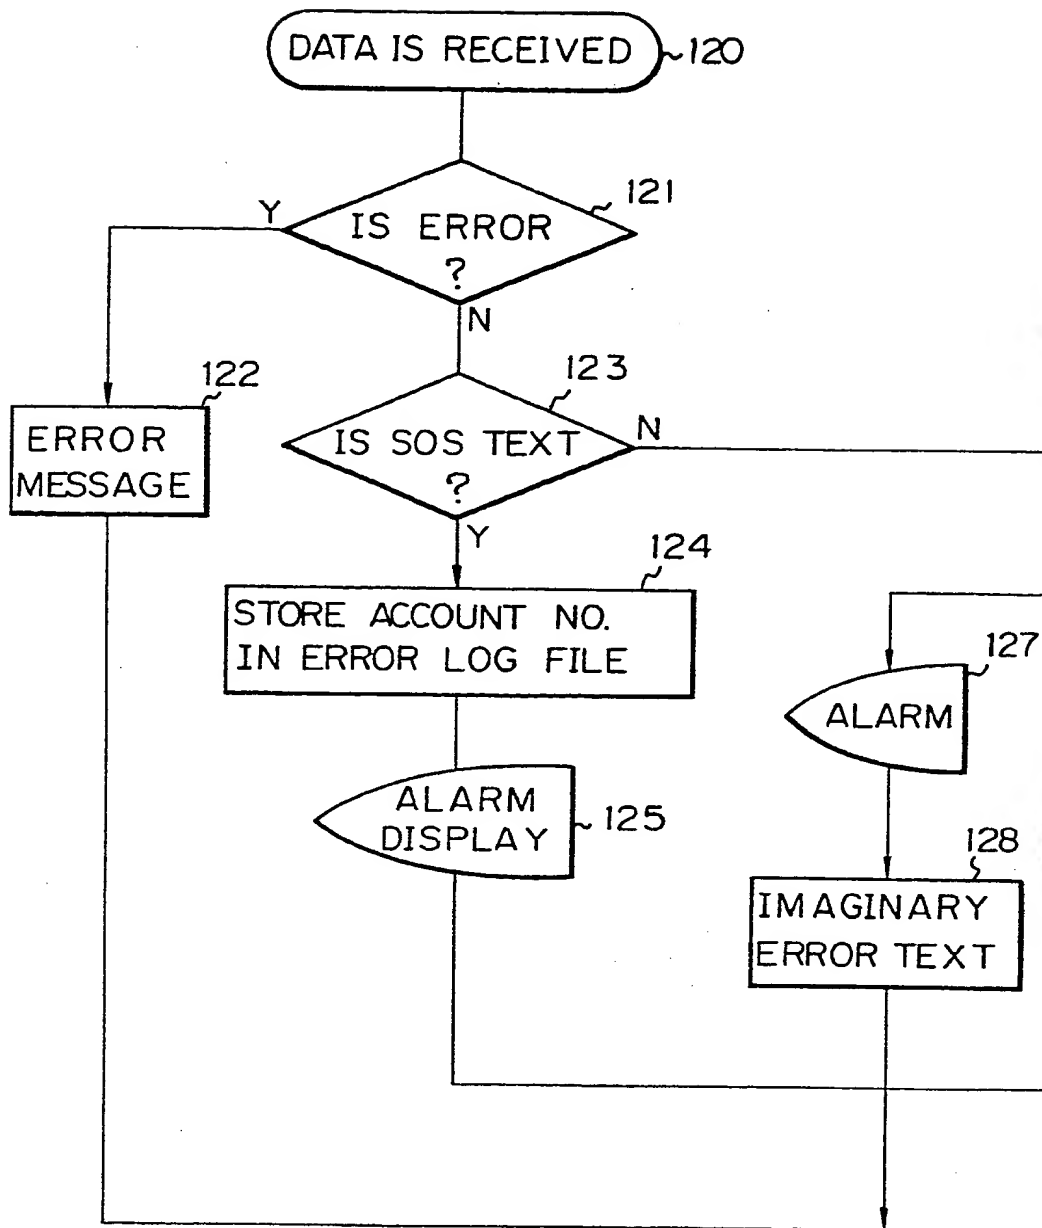 DATA IS RECEIVED
120
121
Y
IS ERROR
?
N
122
123
ERROR
MESSAGE
IS SOS TEXT
?
N
Y
124
STORE ACCOUNT NO.
IN ERROR LOG FILE
127
ALARM
ALARM
DISPLAY
125
128
IMAGINARY
ERROR TEXT